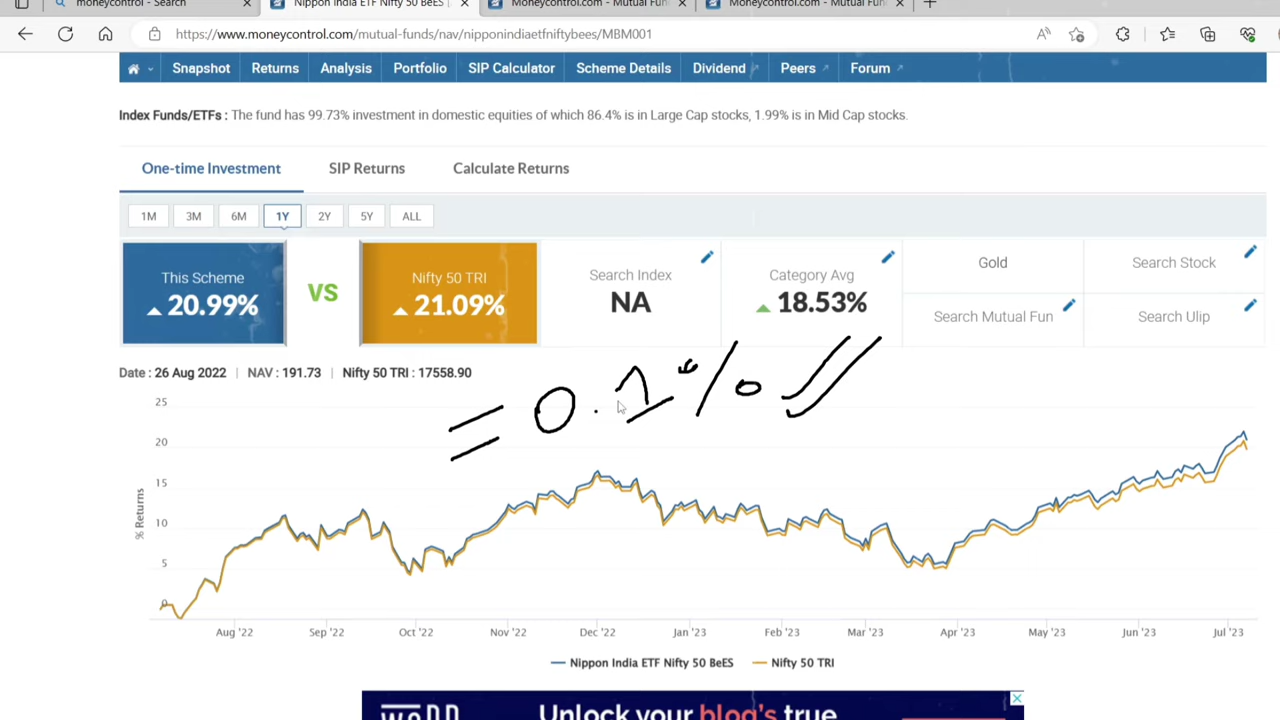 moneycontrol - Search
Nippon India ETF Nifty 50 BeES |
Moneycontrol.com - Mutual Fun
Moneycontrol.com - Mutual Fun
https://www.moneycontrol.com/mutual-funds/nav/nipponindiaetfniftybees/MBM001
Snapshot Returns Analysis Portfolio SIP Calculator Scheme Details Dividend Peers Forum
Index Funds/ETFs : The fund has 99.73% investment in domestic equities of which 86.4% is in Large Cap stocks, 1.99% is in Mid Cap stocks.
One-time Investment SIP Returns Calculate Returns
1M 3M 6M 1Y 2Y 5Y ALL
This Scheme
20.99%
VS
Nifty 50 TRI
21.09%
Search Index
NA
Category Avg
18.53%
Gold
Search Stock
Search Mutual Fun
Search Ulip
Date : 26 Aug 2022 | NAV : 191.73 | Nifty 50 TRI : 17558.90
= 0.1%
% Returns
25
20
15
10
5
0
Aug '22 Sep '22 Oct '22 Nov '22 Dec '22 Jan '23 Feb '23 Mar '23 Apr '23 May '23 Jun '23 Jul '23
Nippon India ETF Nifty 50 BeES Nifty 50 TRI
Unlock your blog's true